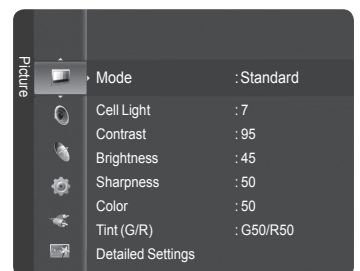 Picture
Mode : Standard
Cell Light : 7
Contrast : 95
Brightness : 45
Sharpness : 50
Color : 50
Tint (G/R) : G50/R50
Detailed Settings